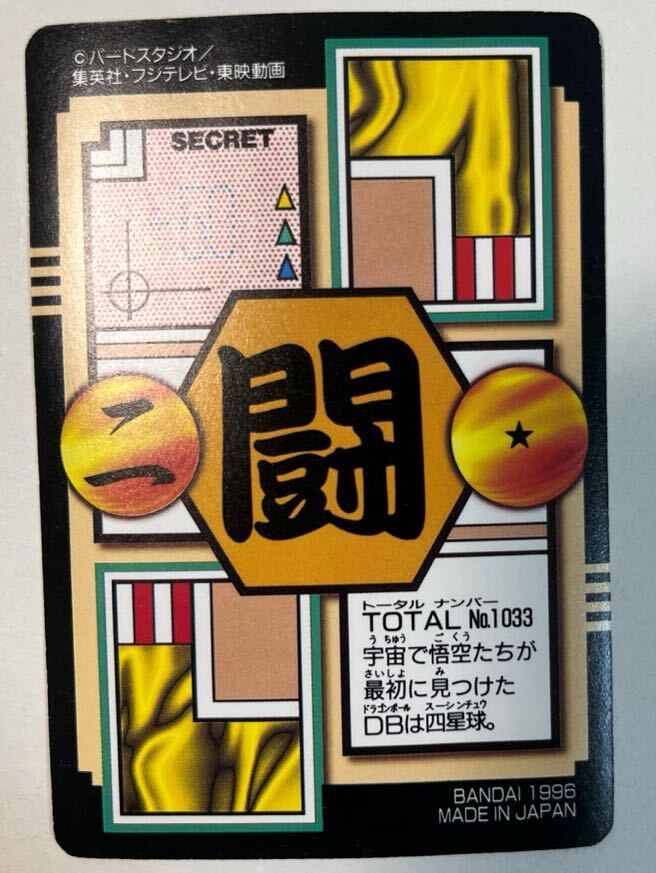 ©バードスタジオ/
集英社・フジテレビ・東映動画
SECRET
闘
二
★
トータル ナンバー
TOTAL No.1033
うちゅう ごくう
宇宙で悟空たちが
さいしょ み
最初に見つけた
ドラゴンボール スーシンチュウ
DBは四星球。
BANDAI 1996
MADE IN JAPAN